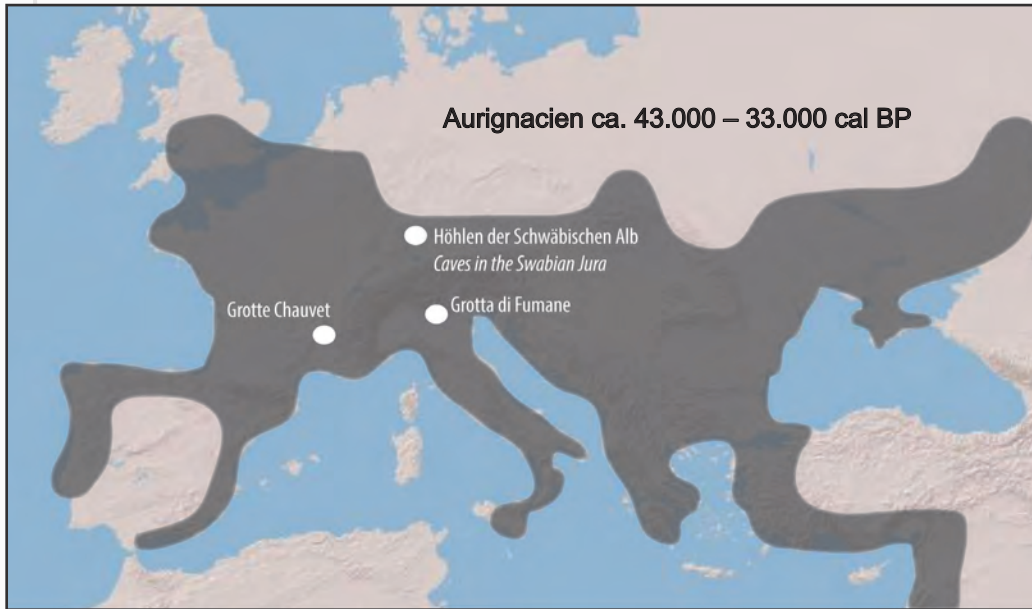 Aurignacien ca. 43.000 – 33.000 cal BP
Höhlen der Schwäbischen Alb
Caves in the Swabian Jura
Grotte Chauvet
Grotta di Fumane